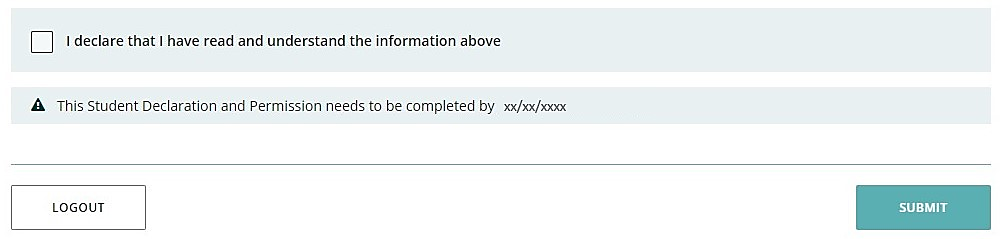 I declare that I have read and understand the information above
This Student Declaration and Permission needs to be completed by xx/xx/xxxx
LOGOUT SUBMIT